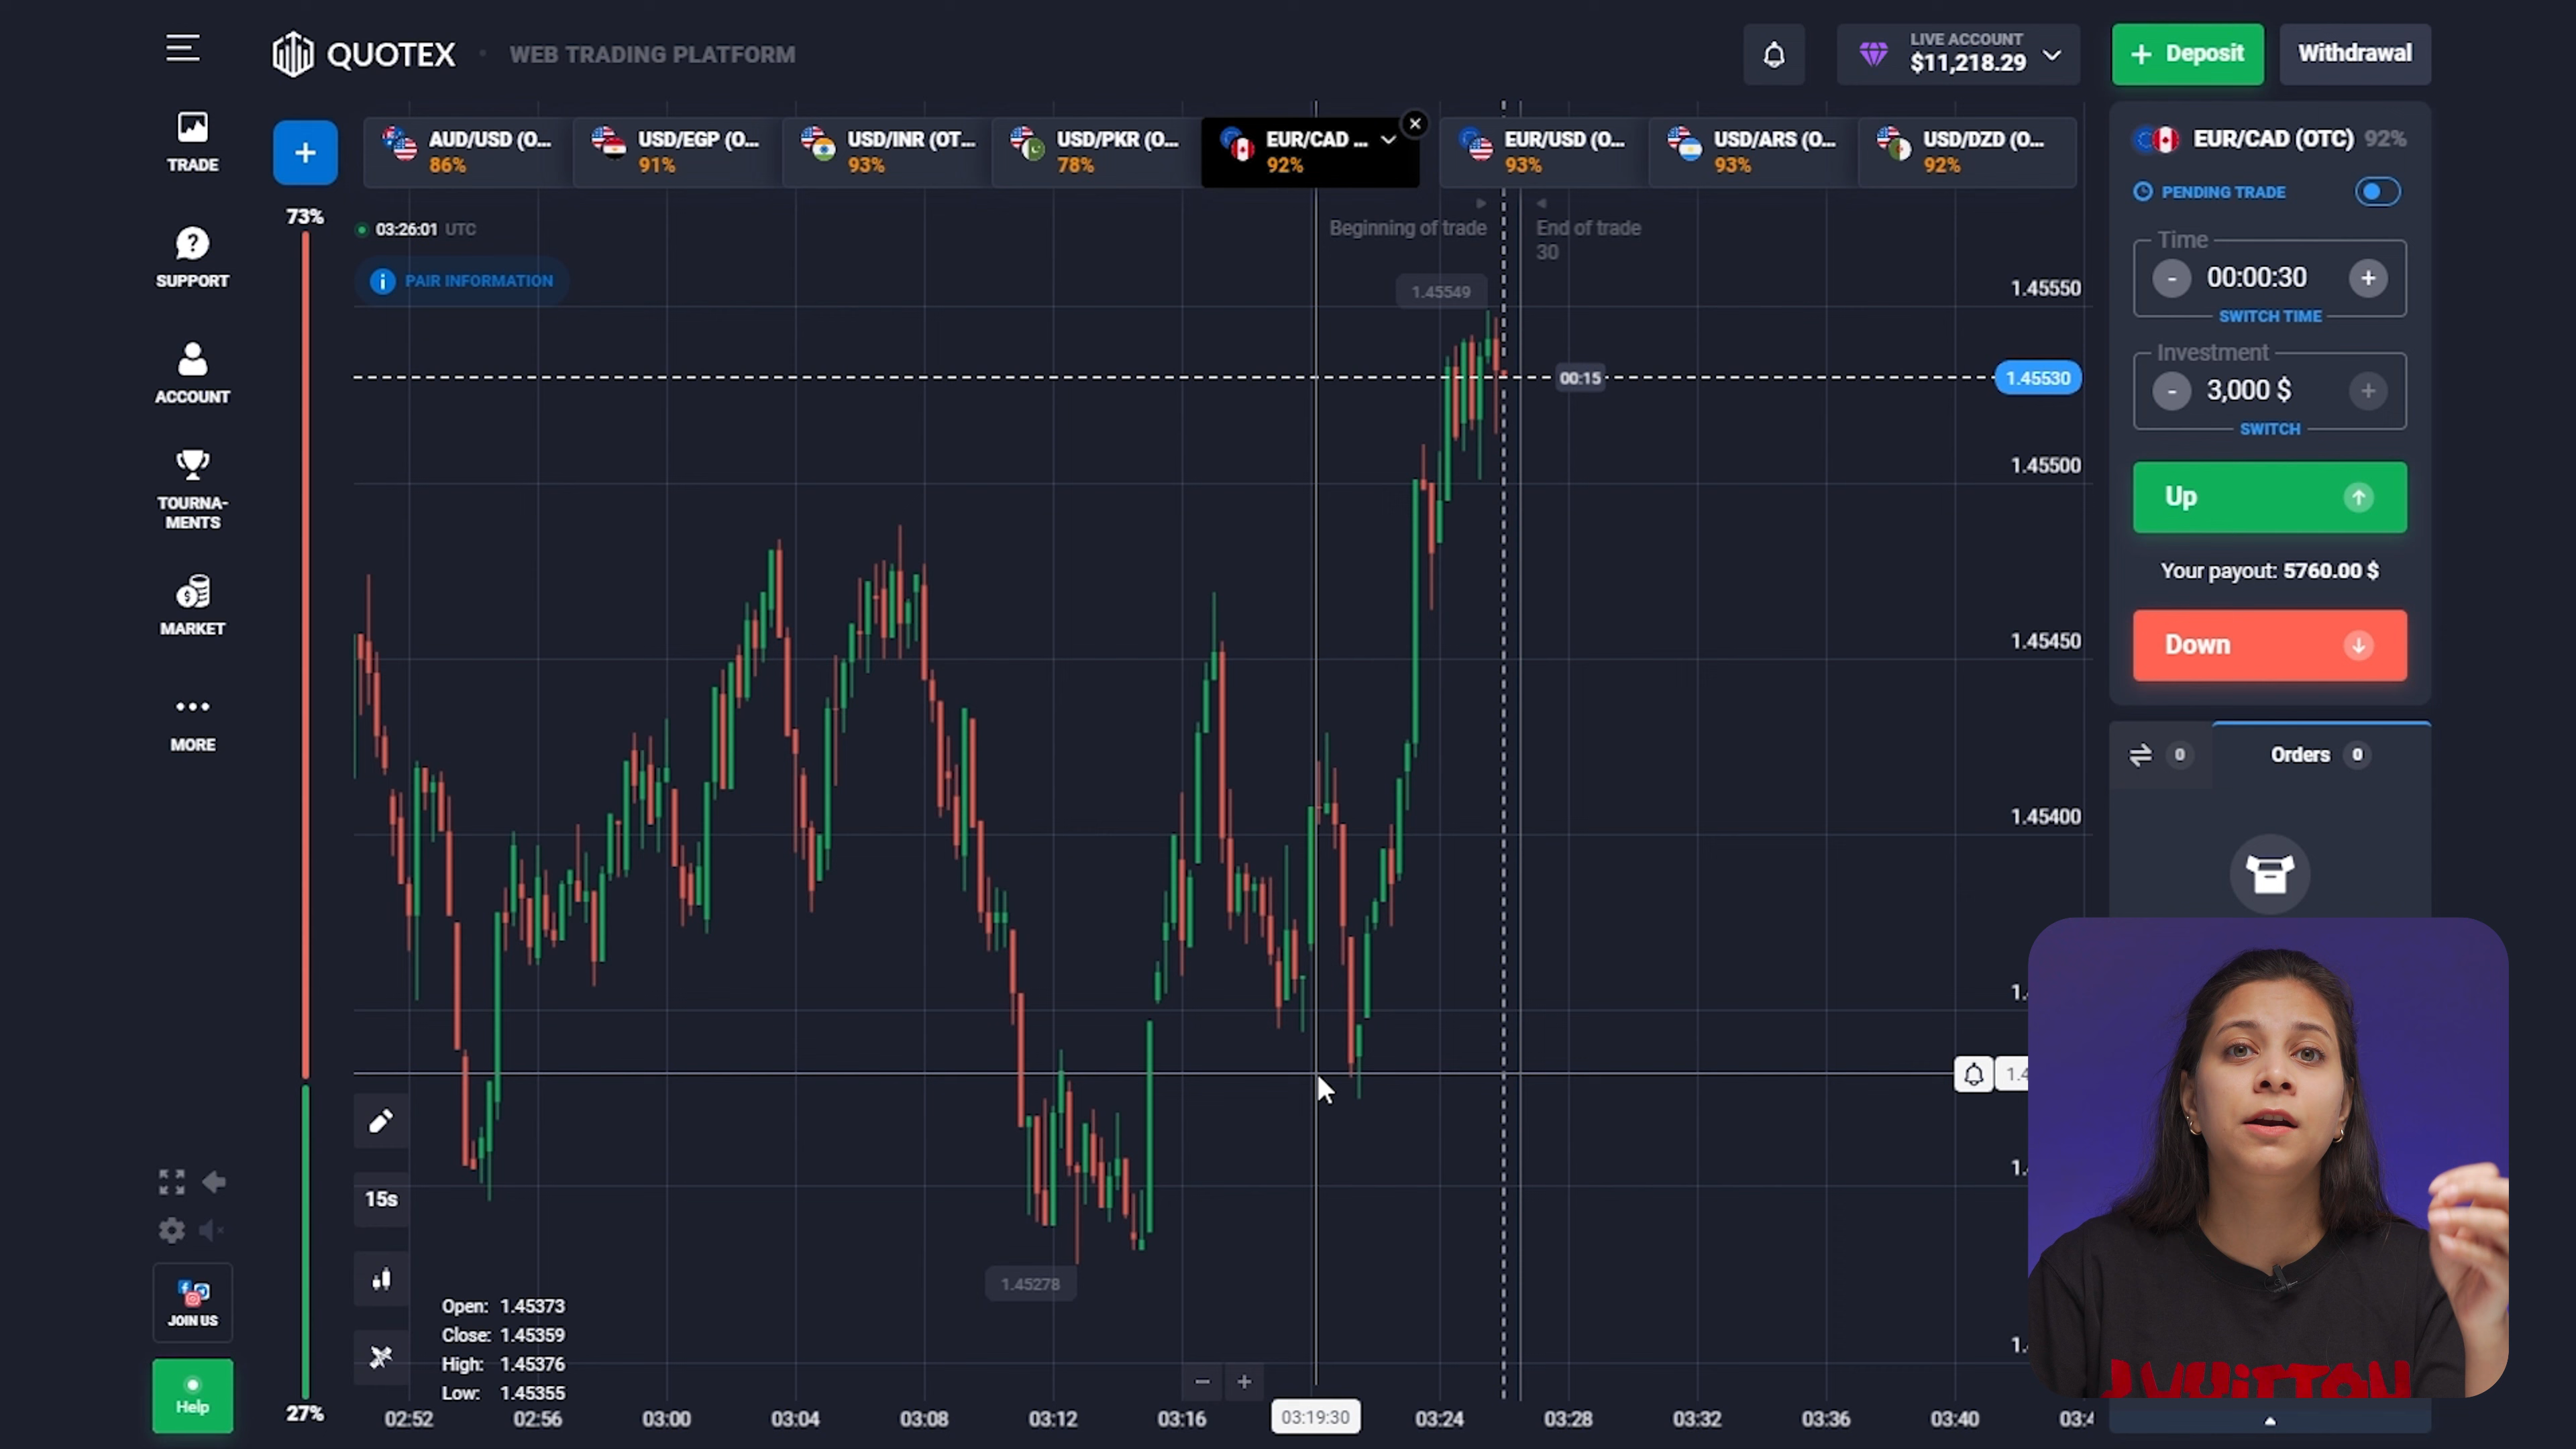 QUOTEX
WEB TRADING PLATFORM
LIVE ACCOUNT
$11,218.29
Deposit
Withdrawal
TRADE
SUPPORT
ACCOUNT
TOURNA-
MENTS
MARKET
MORE
JOIN US
Help
AUD/USD (O...
86%
USD/EGP (O...
91%
USD/INR (OT...
93%
USD/PKR (O...
78%
EUR/CAD ...
92%
EUR/USD (O...
93%
USD/ARS (O...
93%
USD/DZD (O...
92%
73%
27%
03:26:01 UTC
PAIR INFORMATION
Beginning of trade
End of trade
30
1.45549
00:15
1.45530
1.45550
1.45500
1.45450
1.45400
1.45278
15s
Open: 1.45373
Close: 1.45359
High: 1.45376
Low: 1.45355
02:52
02:56
03:00
03:04
03:08
03:12
03:16
03:19:30
03:24
03:28
03:32
03:36
03:40
EUR/CAD (OTC) 92%
PENDING TRADE
Time
- 00:00:30 +
SWITCH TIME
Investment
- 3,000 $ +
SWITCH
Up
Your payout: 5760.00 $
Down
0
Orders 0